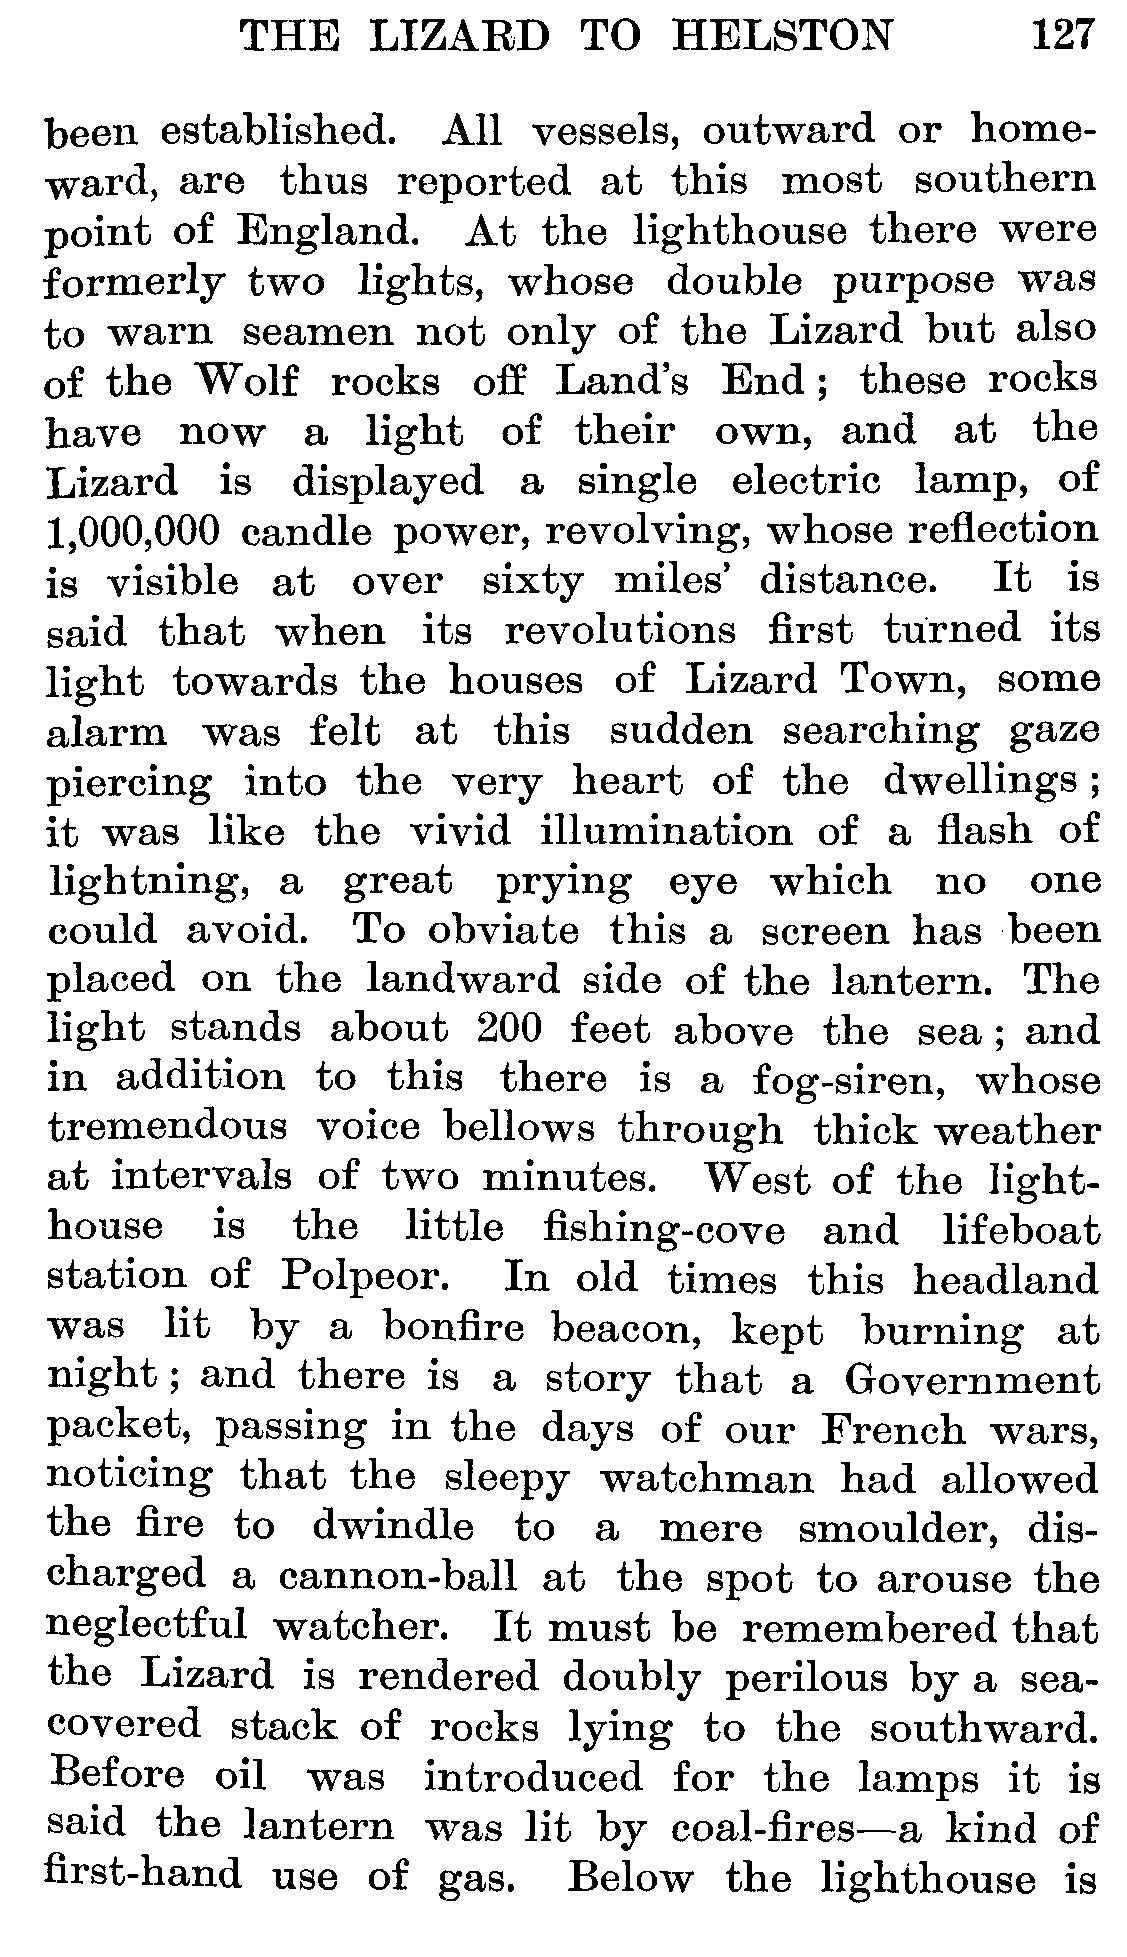 THE LIZARD TO HELSTON 127
been established. All vessels, outward or home-
ward, are thus reported at this most southern
point of England. At the lighthouse there were
formerly two lights, whose double purpose was
to warn seamen not only of the Lizard but also
of the Wolf rocks off Land's End; these rocks
have now a light of their own, and at the
Lizard is displayed a single electric lamp, of
1,000,000 candle power, revolving, whose reflection
is visible at over sixty miles' distance. It is
said that when its revolutions first turned its
light towards the houses of Lizard Town, some
alarm was felt at this sudden searching gaze
piercing into the very heart of the dwellings;
it was like the vivid illumination of a flash of
lightning, a great prying eye which no one
could avoid. To obviate this a screen has been
placed on the landward side of the lantern. The
light stands about 200 feet above the sea; and
in addition to this there is a fog-siren, whose
tremendous voice bellows through thick weather
at intervals of two minutes. West of the light-
house is the little fishing-cove and lifeboat
station of Polpeor. In old times this headland
was lit by a bonfire beacon, kept burning at
night; and there is a story that a Government
packet, passing in the days of our French wars,
noticing that the sleepy watchman had allowed
the fire to dwindle to a mere smoulder, dis-
charged a cannon-ball at the spot to arouse the
neglectful watcher. It must be remembered that
the Lizard is rendered doubly perilous by a sea-
covered stack of rocks lying to the southward.
Before oil was introduced for the lamps it is
said the lantern was lit by coal-fires—a kind of
first-hand use of gas. Below the lighthouse is